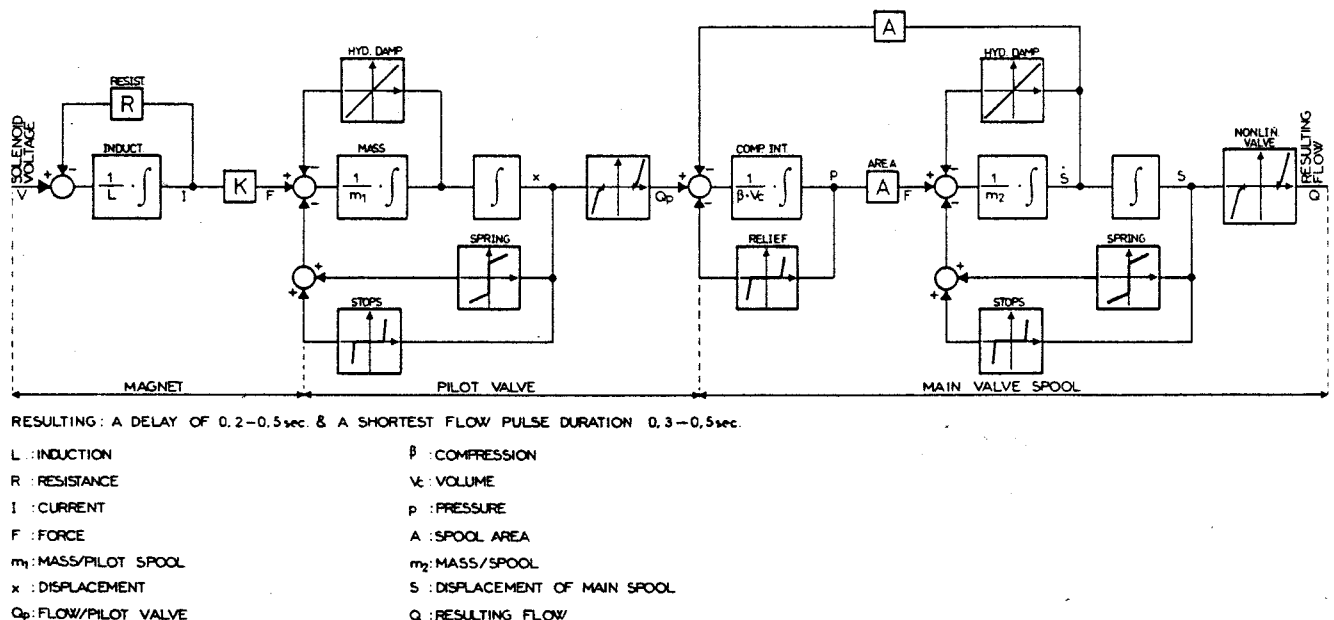 A
HYD. DAMP
HYD. DAMP
RESIST
R
SOLENOID VOLTAGE
V
INDUCT.
1/L · ∫
I
K
F
MASS
1/m₁ · ∫
∫
x
Qp
COMP. INT.
1/β·Vc · ∫
p
AREA
A
F
1/m₂ · ∫
Ṡ
∫
S
NONLIN. VALVE
RESULTING FLOW
Q
SPRING
RELIEF
SPRING
STOPS
STOPS
MAGNET
PILOT VALVE
MAIN VALVE SPOOL
RESULTING: A DELAY OF 0,2-0,5sec. & A SHORTEST FLOW PULSE DURATION 0,3-0,5sec.
L : INDUCTION
R : RESISTANCE
I : CURRENT
F : FORCE
m₁: MASS/PILOT SPOOL
x : DISPLACEMENT
Qp: FLOW/PILOT VALVE
β : COMPRESSION
Vc : VOLUME
p : PRESSURE
A : SPOOL AREA
m₂: MASS/SPOOL
S : DISPLACEMENT OF MAIN SPOOL
Q : RESULTING FLOW